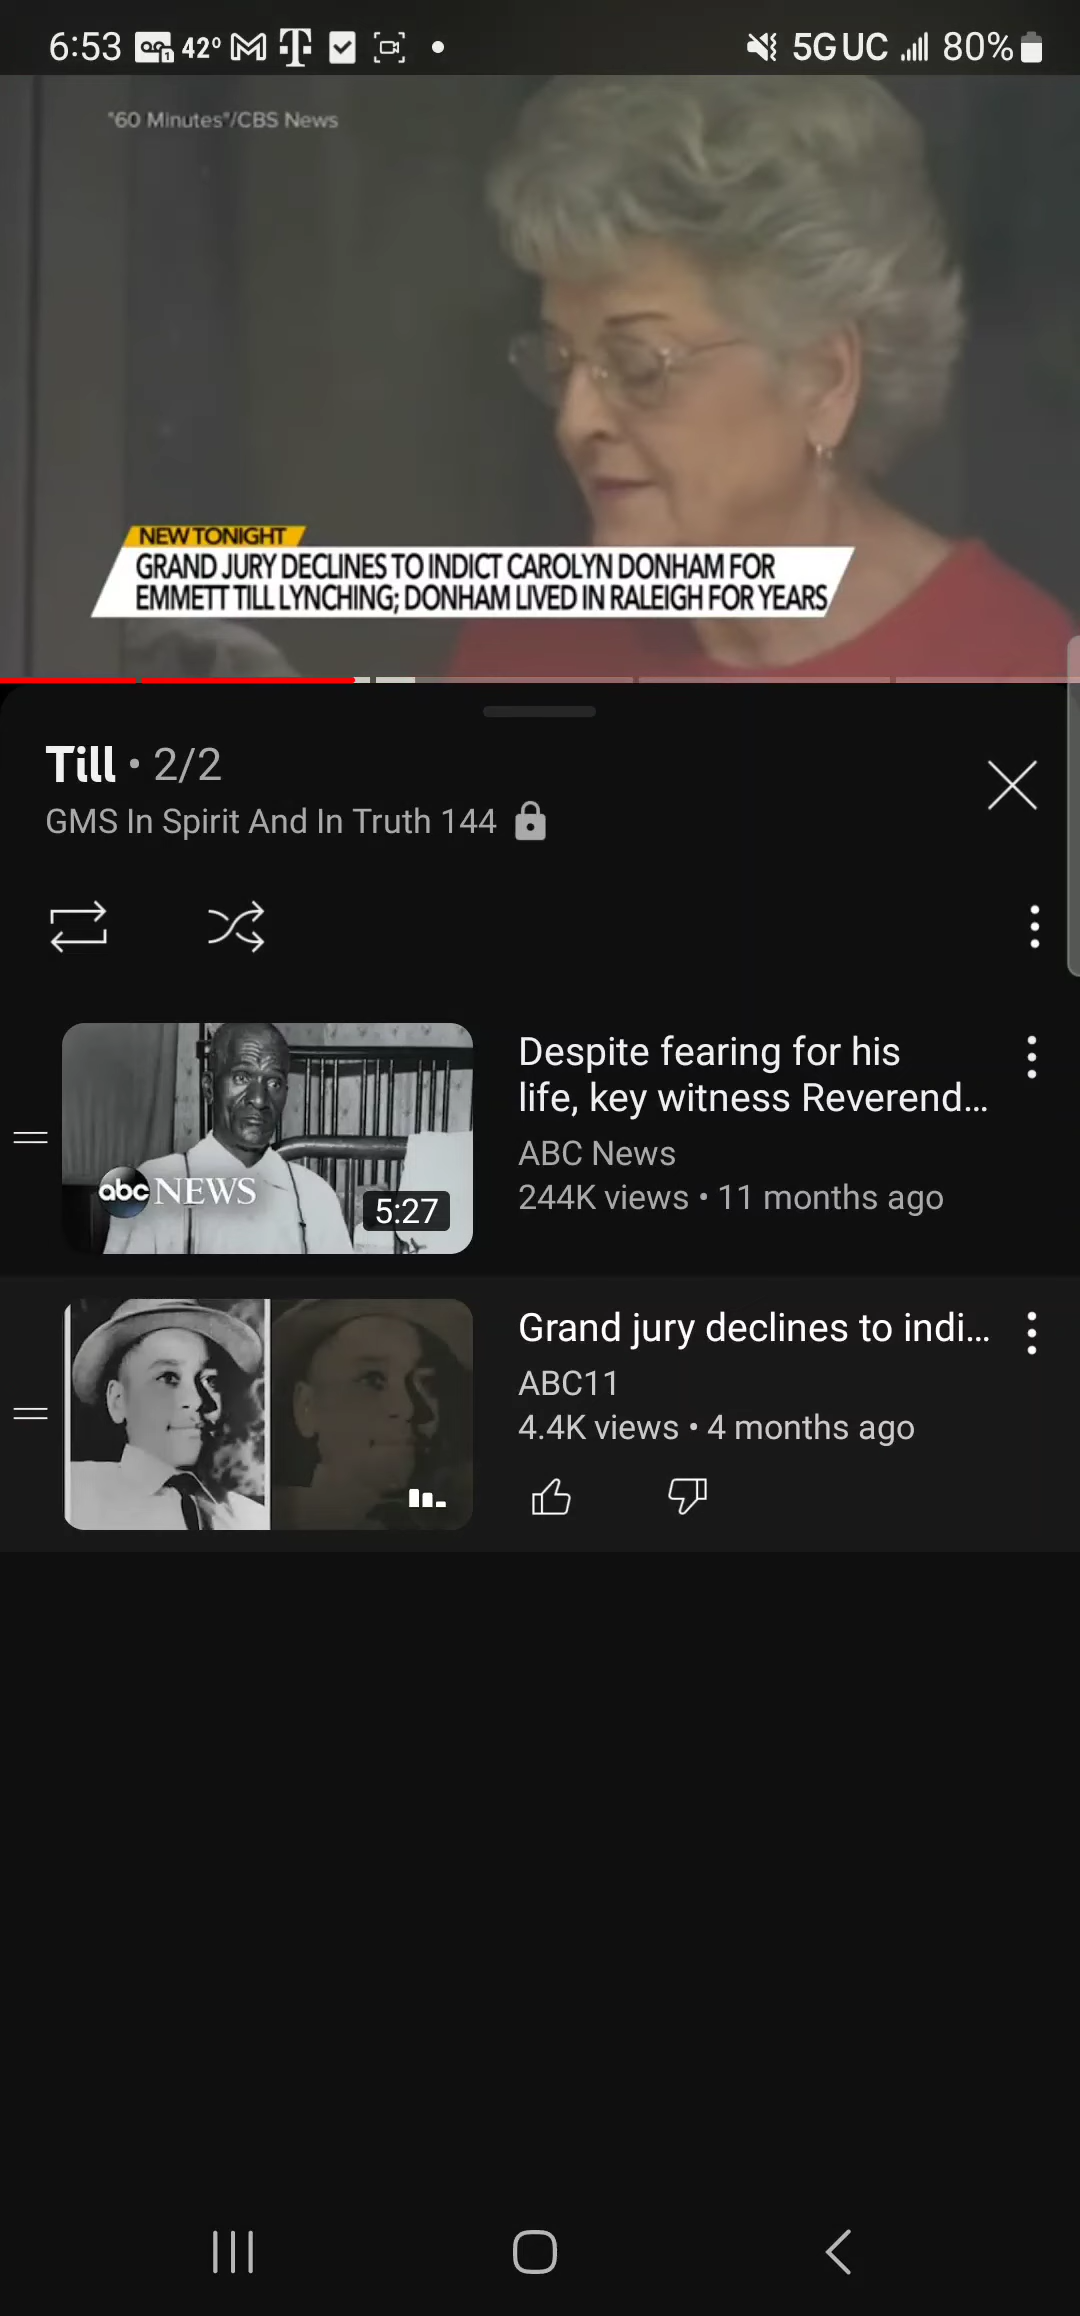 6:53 42° 5G UC 80%
"60 Minutes"/CBS News
NEW TONIGHT
GRAND JURY DECLINES TO INDICT CAROLYN DONHAM FOR
EMMETT TILL LYNCHING; DONHAM LIVED IN RALEIGH FOR YEARS
Till • 2/2
GMS In Spirit And In Truth 144
Despite fearing for his
life, key witness Reverend...
ABC News
244K views • 11 months ago
abc NEWS
5:27
Grand jury declines to indi...
ABC11
4.4K views • 4 months ago